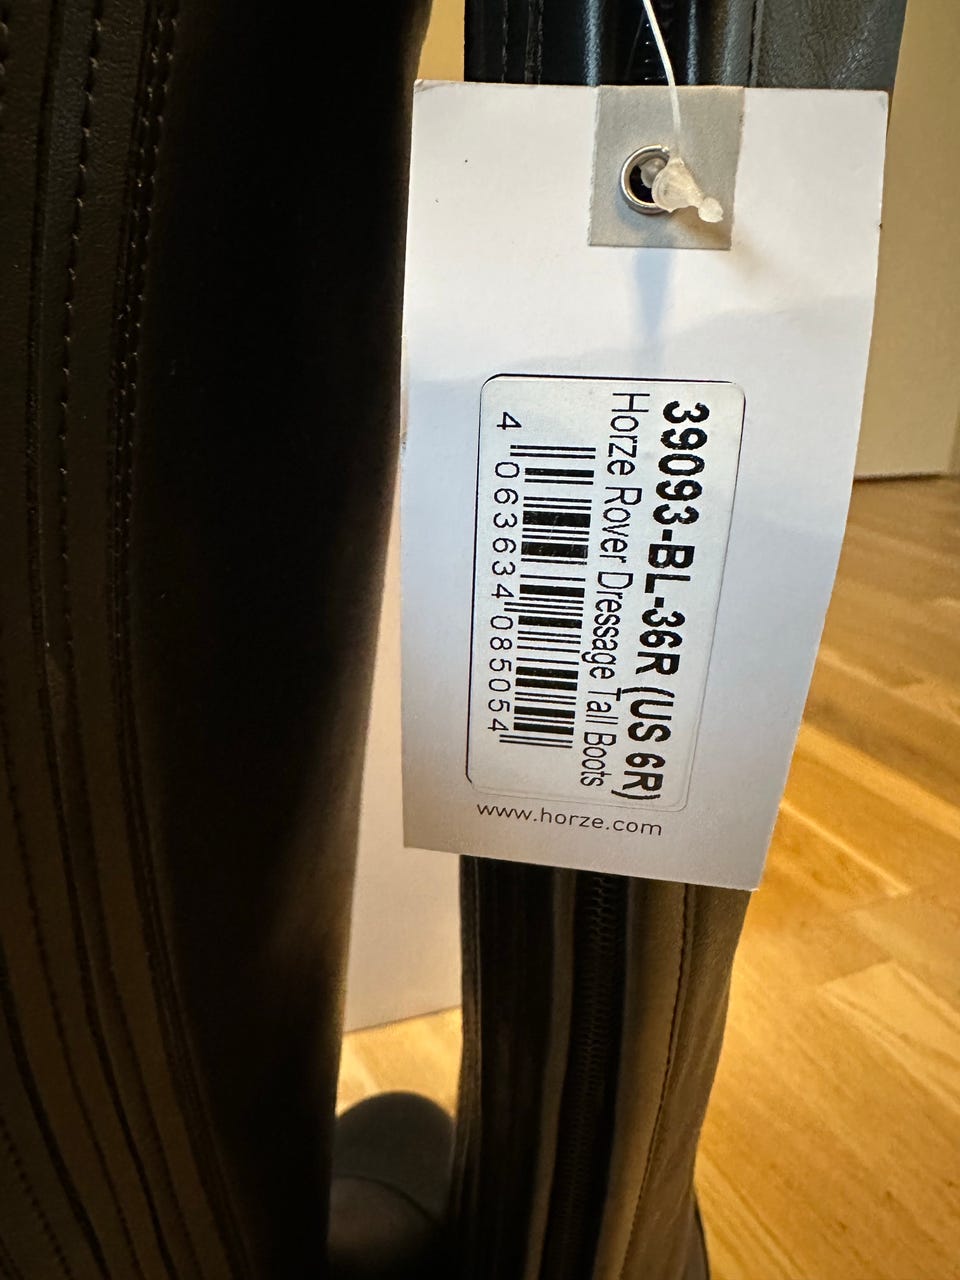 39093-BL-36R (US 6R)
Horze Rover Dressage Tall Boots
4 063634 085054
www.horze.com